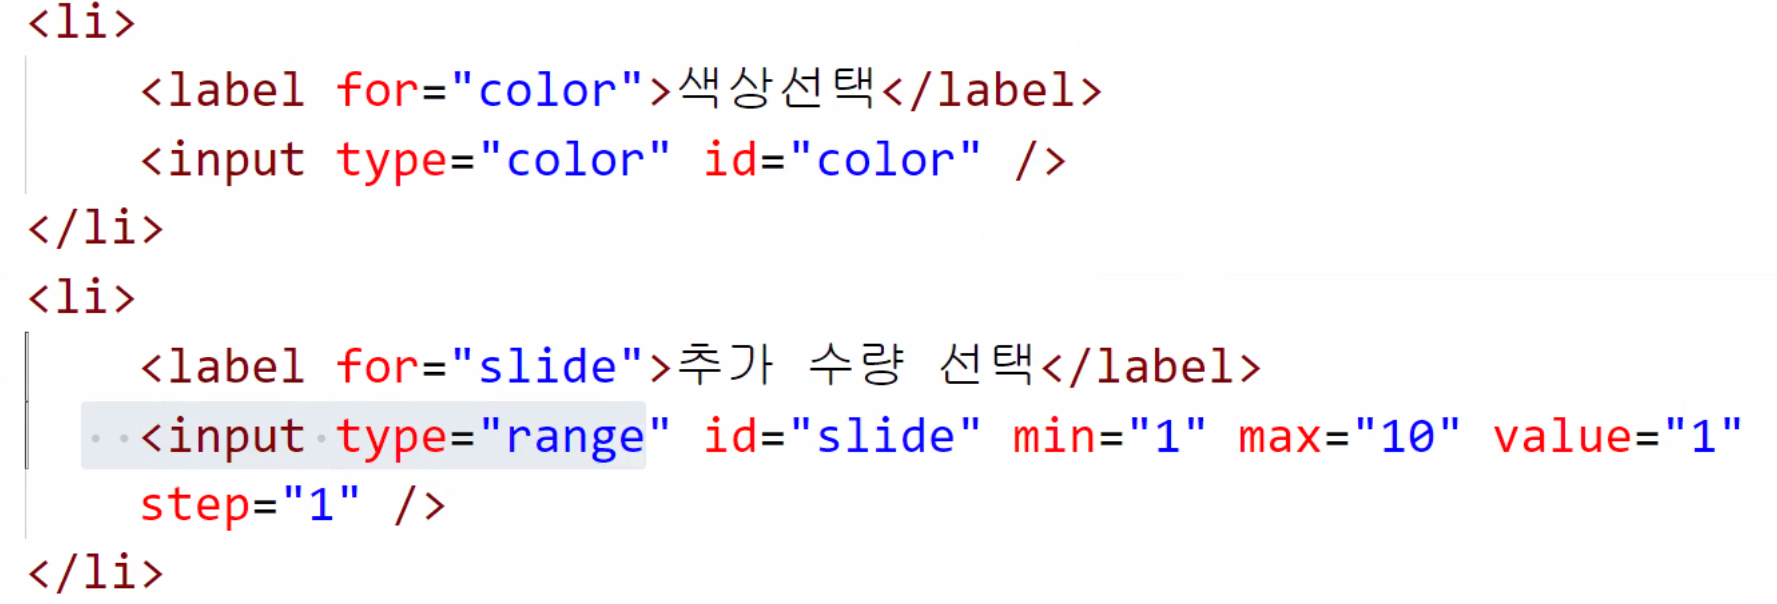 <li>
<label for="color">색상선택</label>
<input type="color" id="color" />
</li>
<li>
<label for="slide">추가 수량 선택</label>
<input type="range" id="slide" min="1" max="10" value="1"
step="1" />
</li>